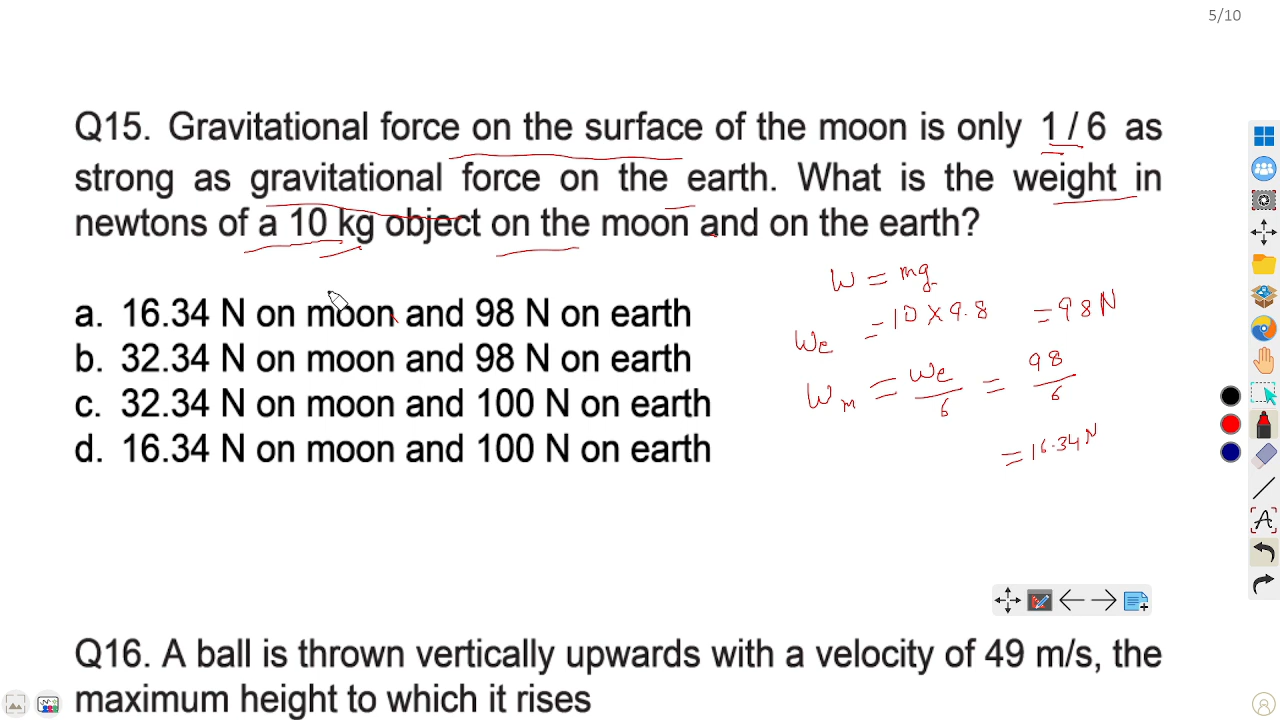 5/10
Q15. Gravitational force on the surface of the moon is only 1 / 6 as
strong as gravitational force on the earth. What is the weight in
newtons of a 10 kg object on the moon and on the earth?
a. 16.34 N on moon and 98 N on earth
b. 32.34 N on moon and 98 N on earth
c. 32.34 N on moon and 100 N on earth
d. 16.34 N on moon and 100 N on earth
W = mg
We = 10 × 9.8 = 98 N
Wm = We/6 = 98/6
= 16.34 N
Q16. A ball is thrown vertically upwards with a velocity of 49 m/s, the
maximum height to which it rises